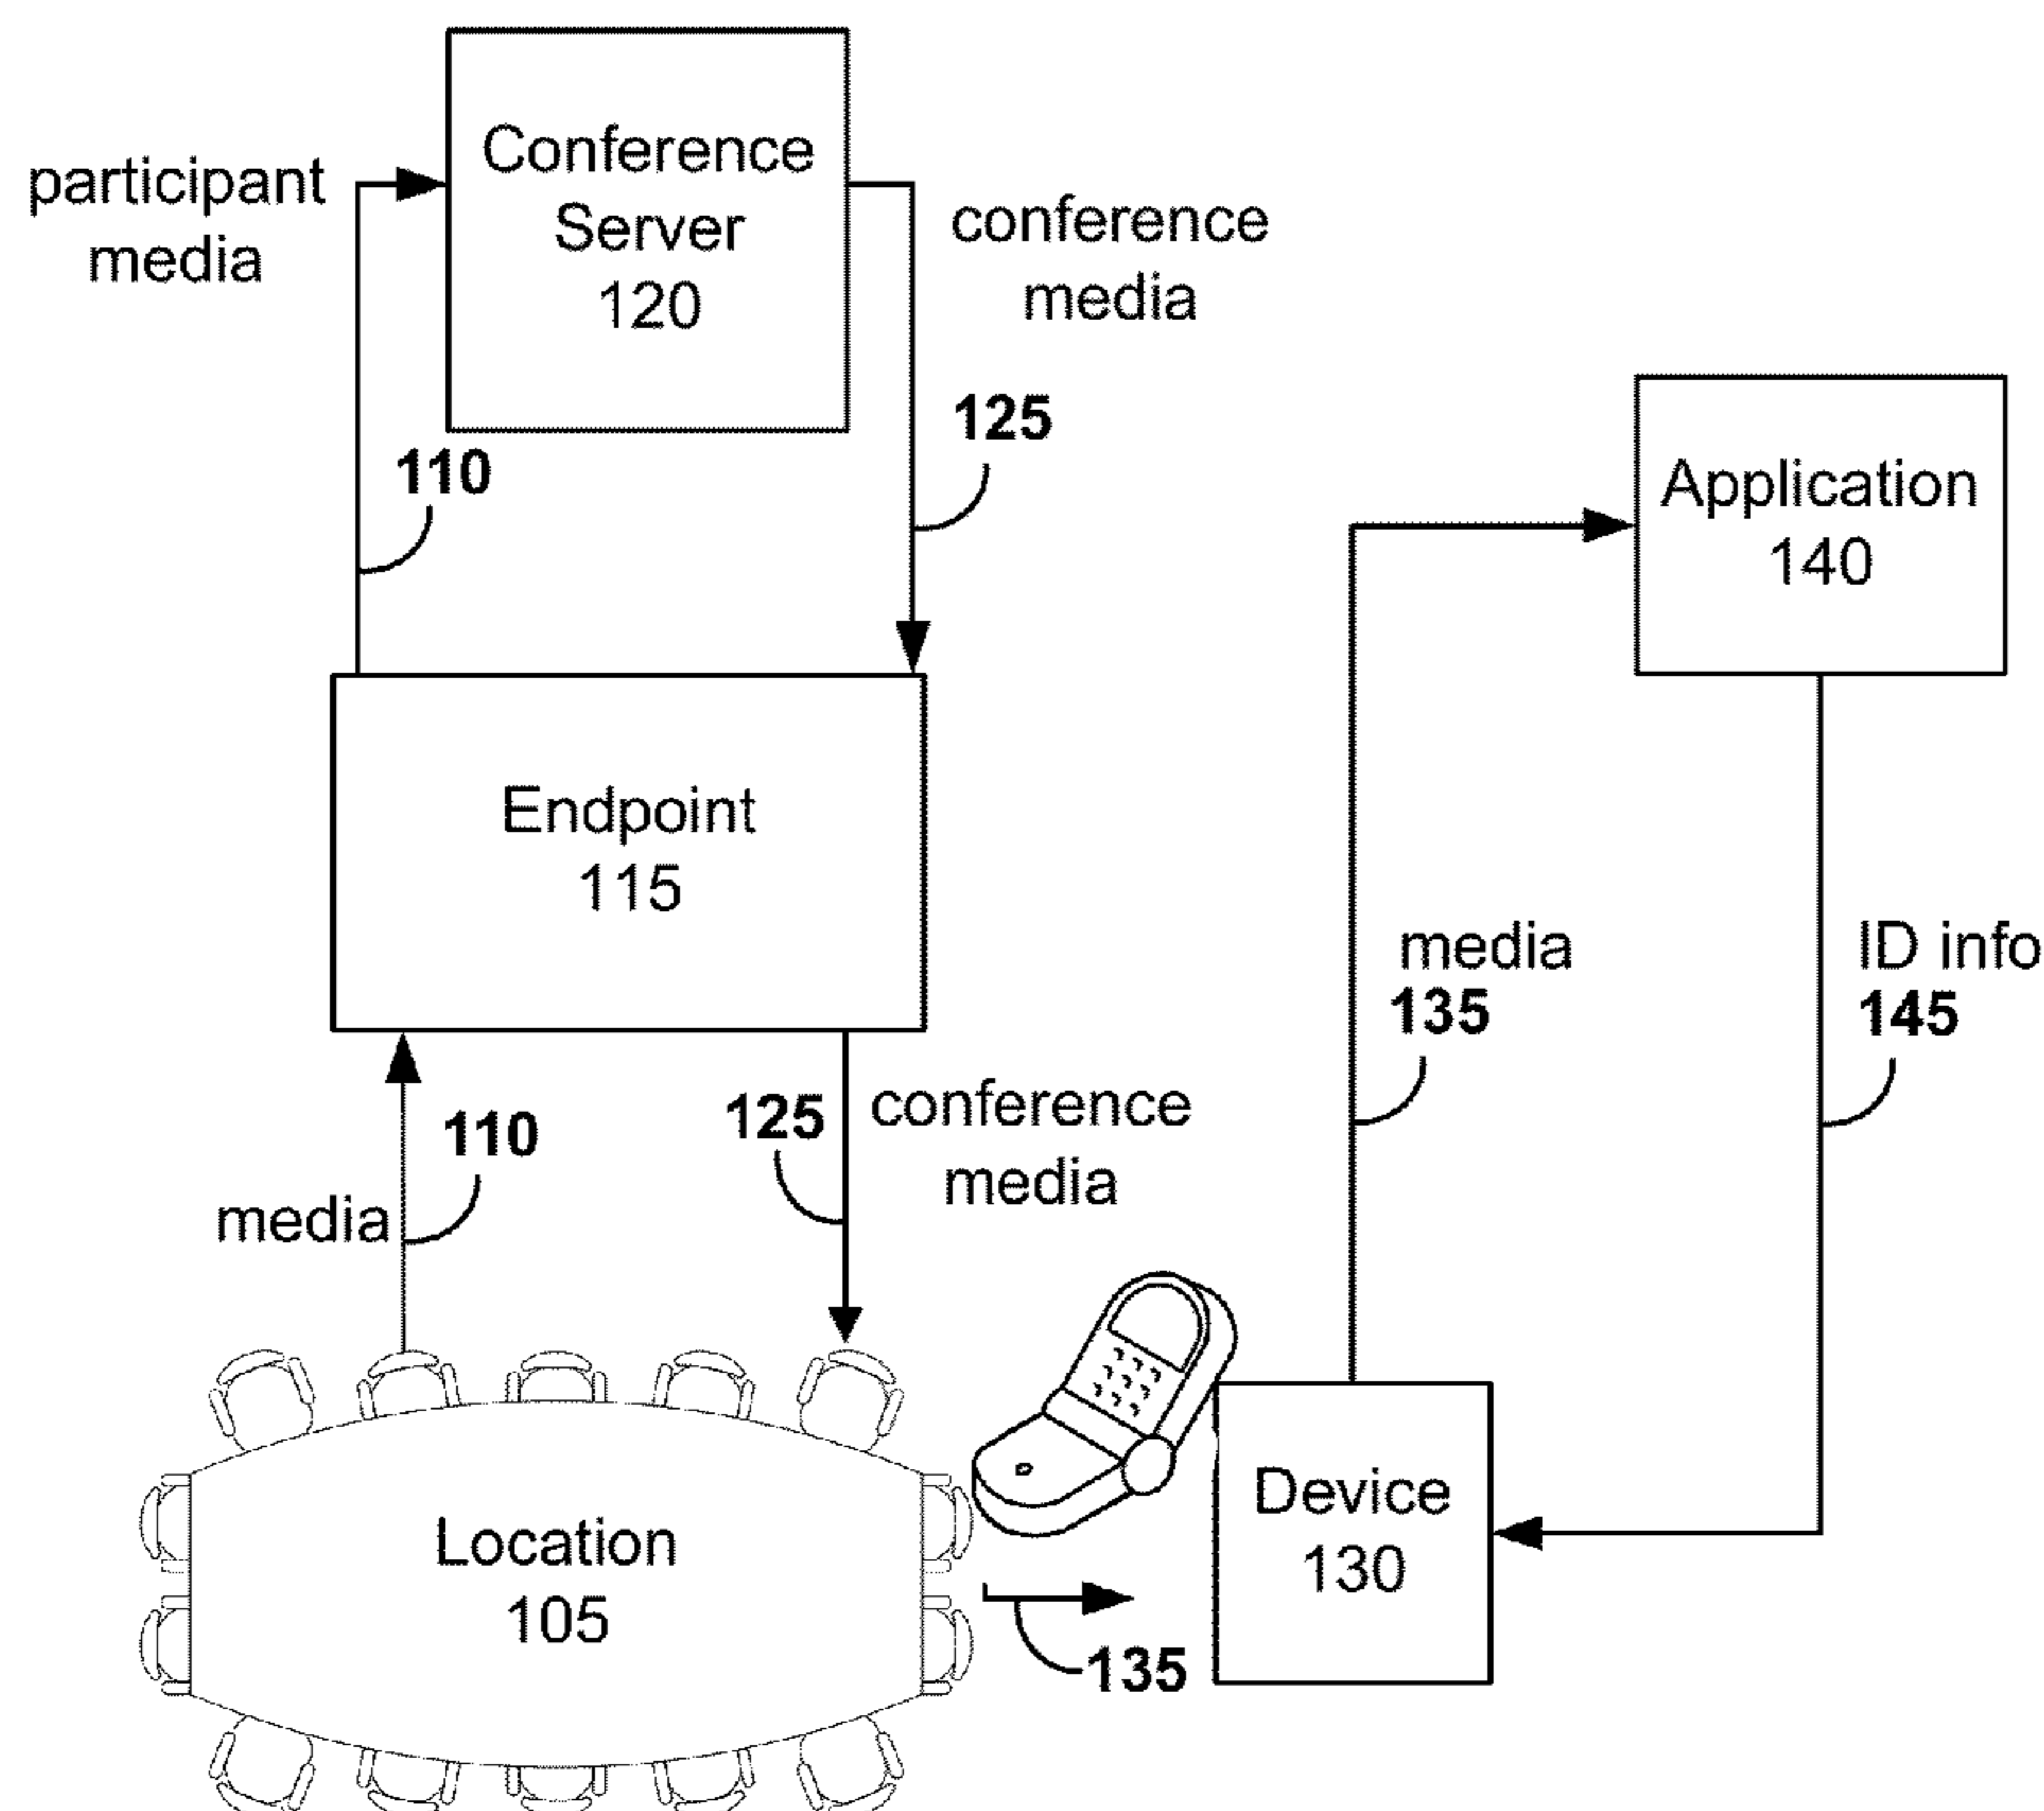 Conference
Server
120
participant
media
conference
media
125
110
Application
140
Endpoint
115
media
135
ID info
145
125
conference
media
110
media
Device
130
Location
105
135